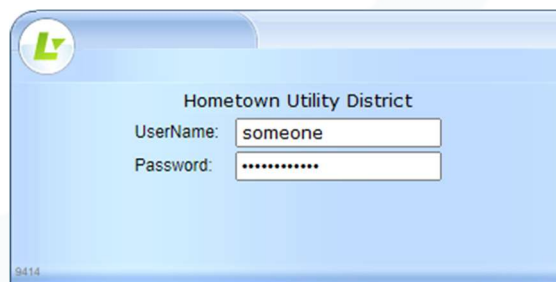 Hometown Utility District
UserName: someone
Password: ••••••••••••
9414